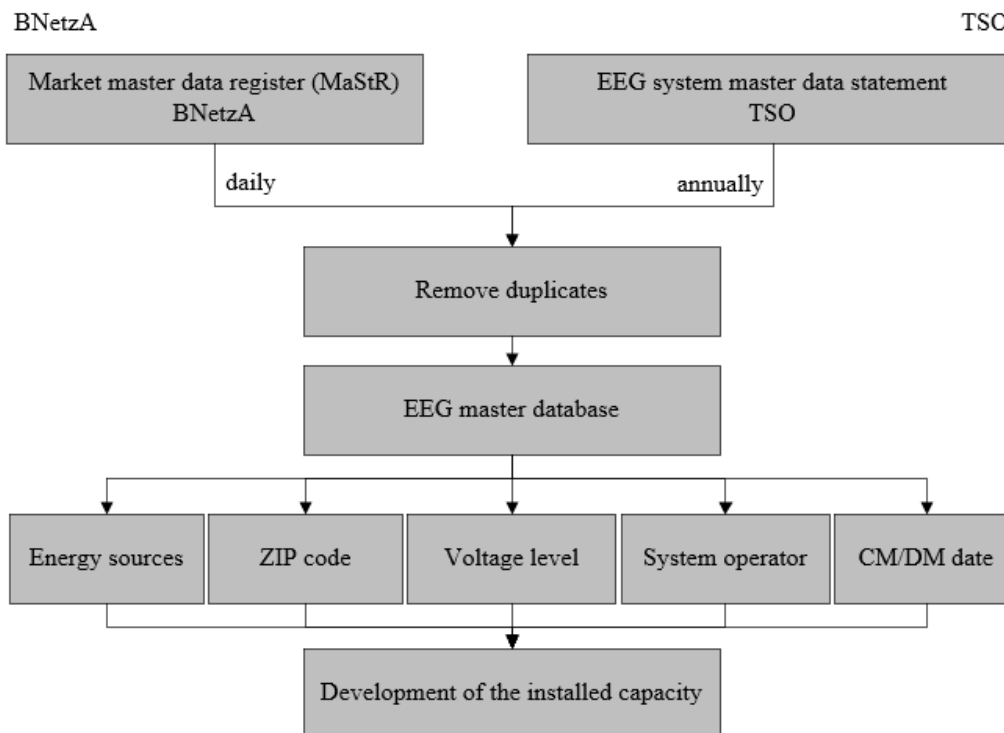 BNetzA
TSO
Market master data register (MaStR)
BNetzA
EEG system master data statement
TSO
daily
annually
Remove duplicates
EEG master database
Energy sources
ZIP code
Voltage level
System operator
CM/DM date
Development of the installed capacity